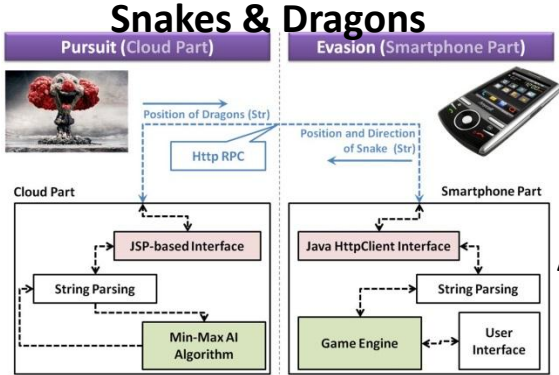 Snakes & Dragons
Pursuit (Cloud Part)
Evasion (Smartphone Part)
Position of Dragons (Str)
Position and Direction
of Snake (Str)
Http RPC
Cloud Part
Smartphone Part
JSP-based Interface
Java HttpClient Interface
String Parsing
String Parsing
Min-Max AI
Algorithm
Game Engine
User
Interface